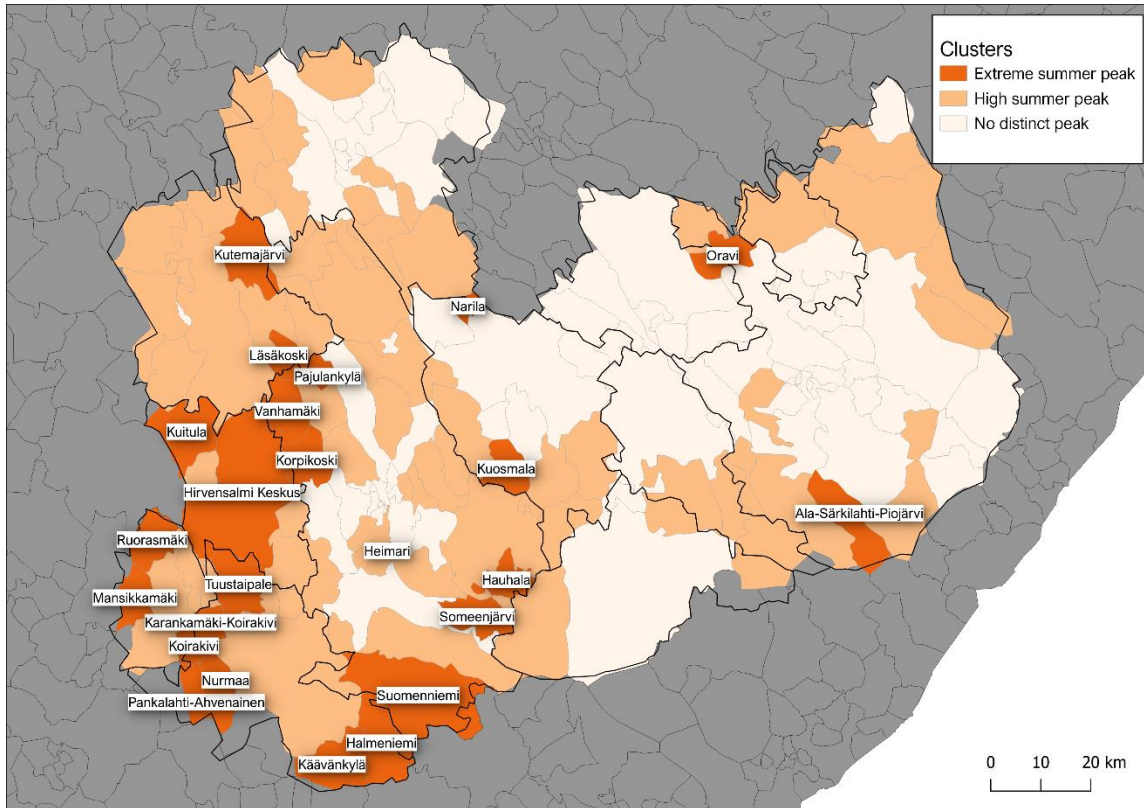 Clusters
Extreme summer peak
High summer peak
No distinct peak
Kutemajärvi
Oravi
Narila
Läsäkoski
Pajulankylä
Vanhamäki
Kuitula
Korpikoski
Kuosmala
Hirvensalmi Keskus
Ala-Särkilahti-Piojärvi
Ruorasmäki
Heimari
Hauhala
Tuustaipale
Mansikkamäki
Someenjärvi
Karankamäki-Koirakivi
Koirakivi
Nurmaa
Suomenniemi
Pankalahti-Ahvenainen
Halmeniemi
Käävänkylä
0 10 20 km